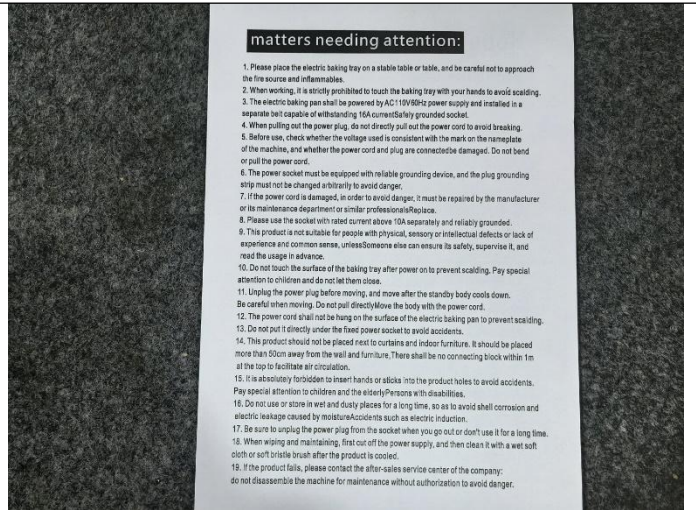 matters needing attention:
1. Please place the electric baking tray on a stable table or table, and be careful not to approach
the fire source and inflammables.
2. When working, it is strictly prohibited to touch the baking tray with your hands to avoid scalding.
3. The electric baking pan shall be powered by AC110V60Hz power supply and installed in a
separate belt capable of withstanding 16A currentSafely grounded socket.
4. When pulling out the power plug, do not directly pull out the power cord to avoid breaking.
5. Before use, check whether the voltage used is consistent with the mark on the nameplate
of the machine, and whether the power cord and plug are connectedbe damaged. Do not bend
or pull the power cord.
6. The power socket must be equipped with reliable grounding device, and the plug grounding
strip must not be changed arbitrarily to avoid danger,
7. If the power cord is damaged, in order to avoid danger, it must be repaired by the manufacturer
or its maintenance department or similar professionalsReplace.
8. Please use the socket with rated current above 10A separately and reliably grounded.
9. This product is not suitable for people with physical, sensory or intellectual defects or lack of
experience and common sense, unlessSomeone else can ensure its safety, supervise it, and
read the usage in advance.
10. Do not touch the surface of the baking tray after power on to prevent scalding. Pay special
attention to children and do not let them close.
11. Unplug the power plug before moving, and move after the standby body cools down.
Be careful when moving. Do not pull directlyMove the body with the power cord.
12. The power cord shall not be hung on the surface of the electric baking pan to prevent scalding.
13. Do not put it directly under the fixed power socket to avoid accidents.
14. This product should not be placed next to curtains and indoor furniture. It should be placed
more than 50cm away from the wall and furniture,There shall be no connecting block within 1m
at the top to facilitate air circulation.
15. It is absolutely forbidden to insert hands or sticks into the product holes to avoid accidents.
Pay special attention to children and the elderlyPersons with disabilities.
16. Do not use or store in wet and dusty places for a long time, so as to avoid shell corrosion and
electric leakage caused by moistureAccidents such as electric induction.
17. Be sure to unplug the power plug from the socket when you go out or don't use it for a long time.
18. When wiping and maintaining, first cut off the power supply, and then clean it with a wet soft
cloth or soft bristle brush after the product is cooled.
19. If the product fails, please contact the after-sales service center of the company:
do not disassemble the machine for maintenance without authorization to avoid danger.